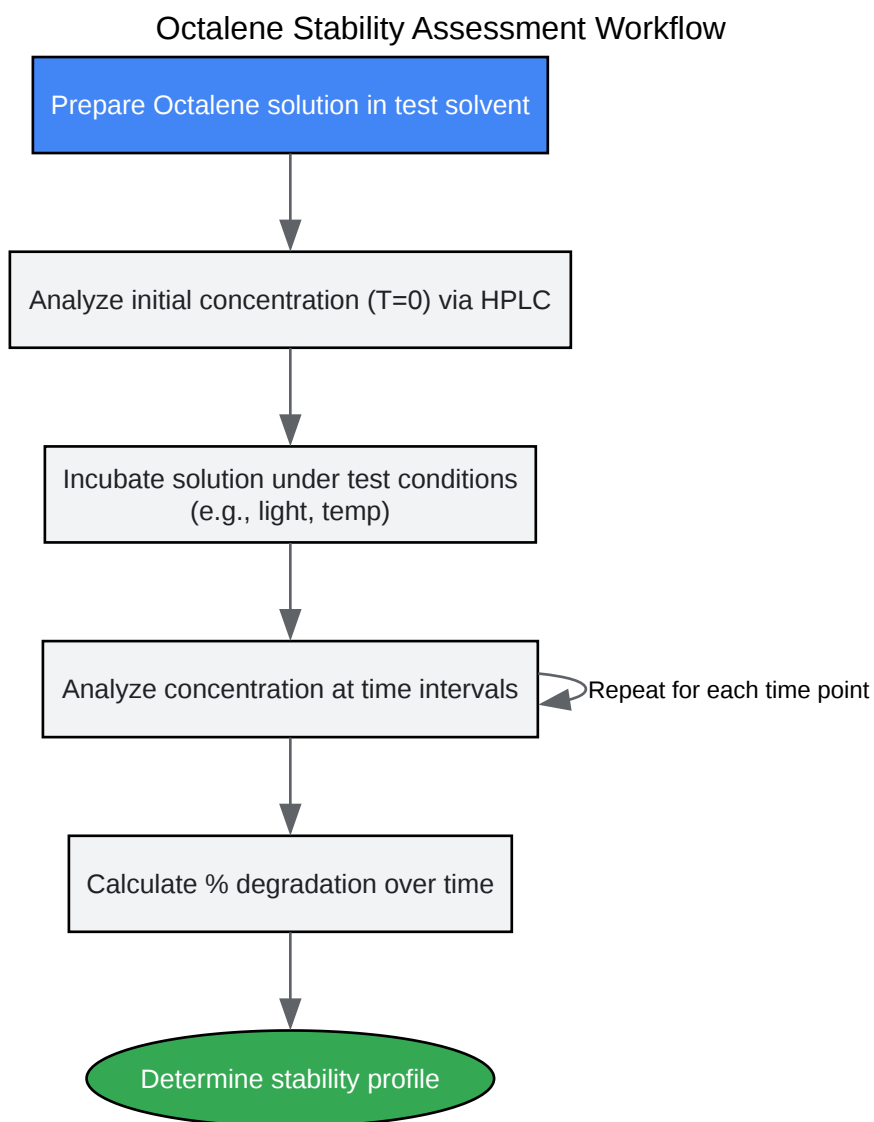 Octalene Stability Assessment Workflow
Prepare Octalene solution in test solvent
Analyze initial concentration (T=0) via HPLC
Incubate solution under test conditions
(e.g., light, temp)
Analyze concentration at time intervals
Repeat for each time point
Calculate % degradation over time
Determine stability profile